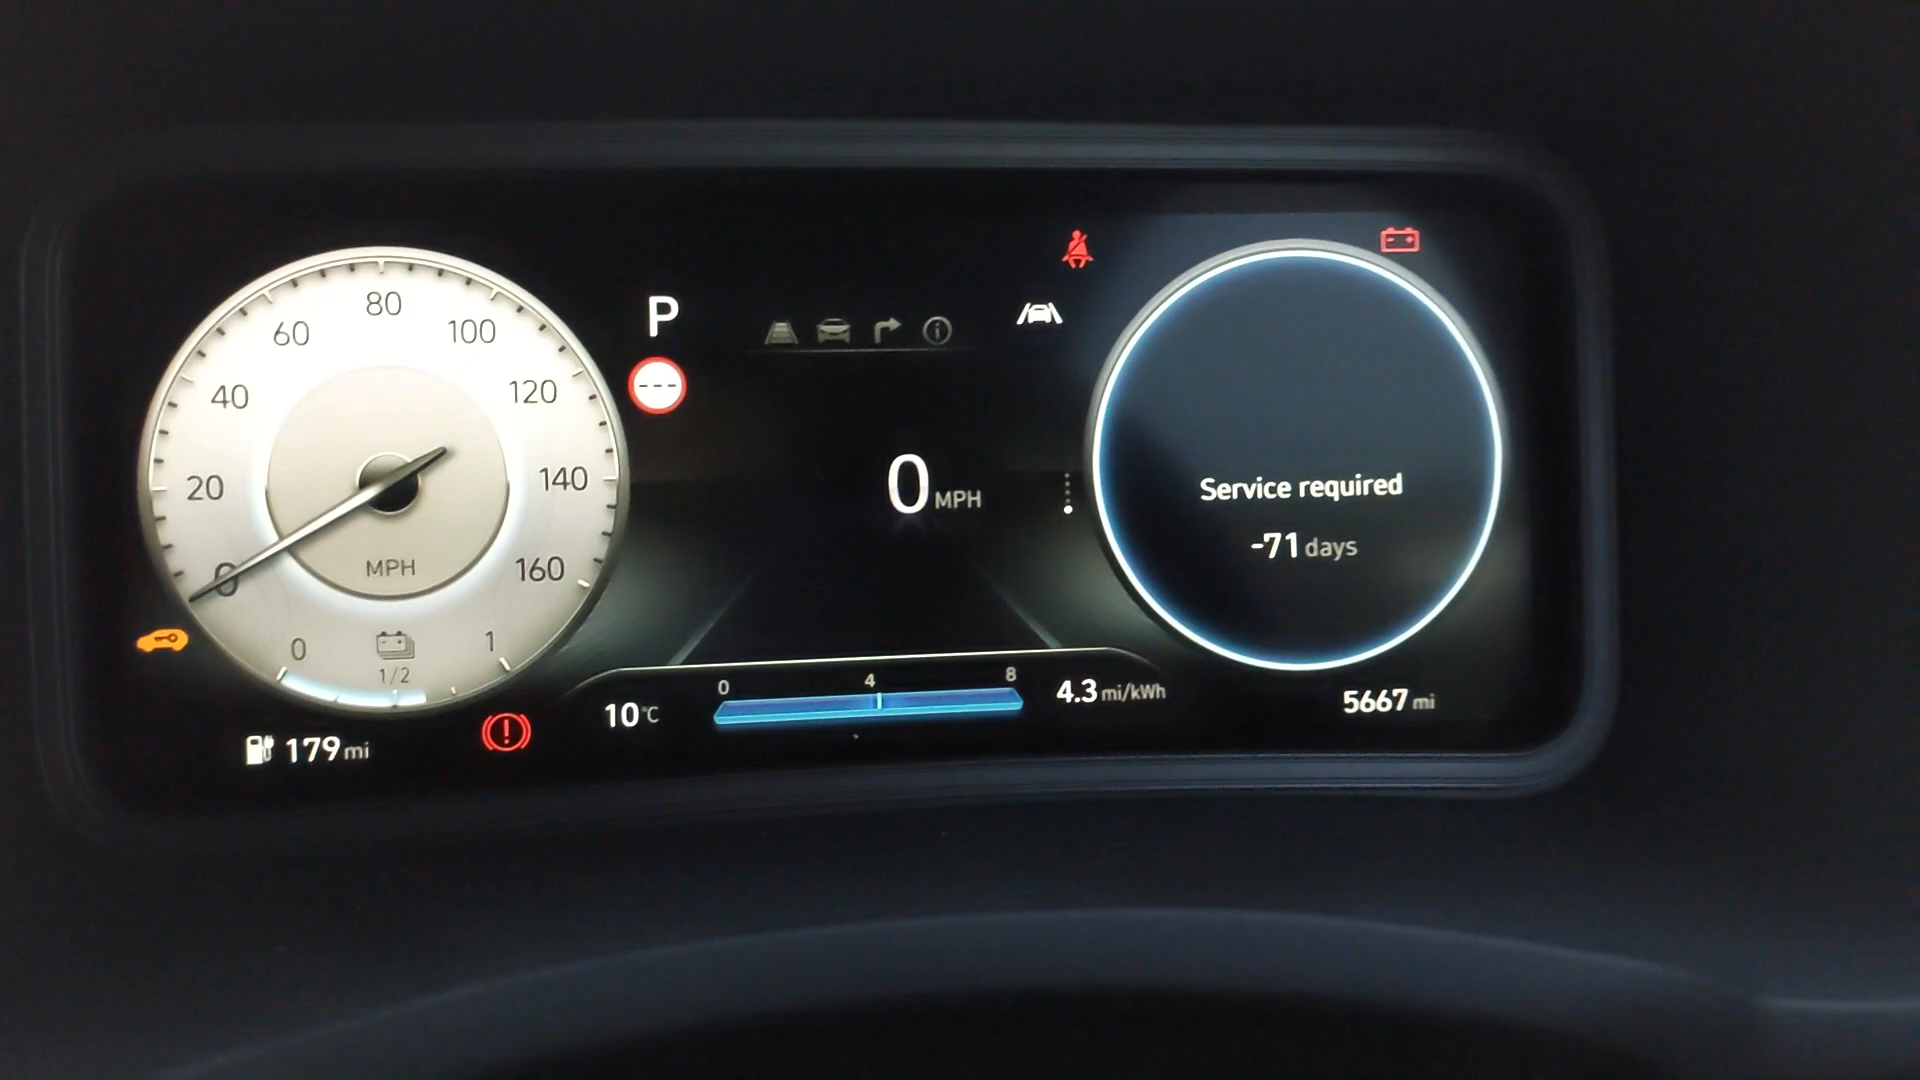 80
60
100
40
120
20
140
0
160
MPH
0
1
1/2
179 mi
P
---
0 MPH
10°C
0
4
8
4.3 mi/kWh
Service required
-71 days
5667 mi